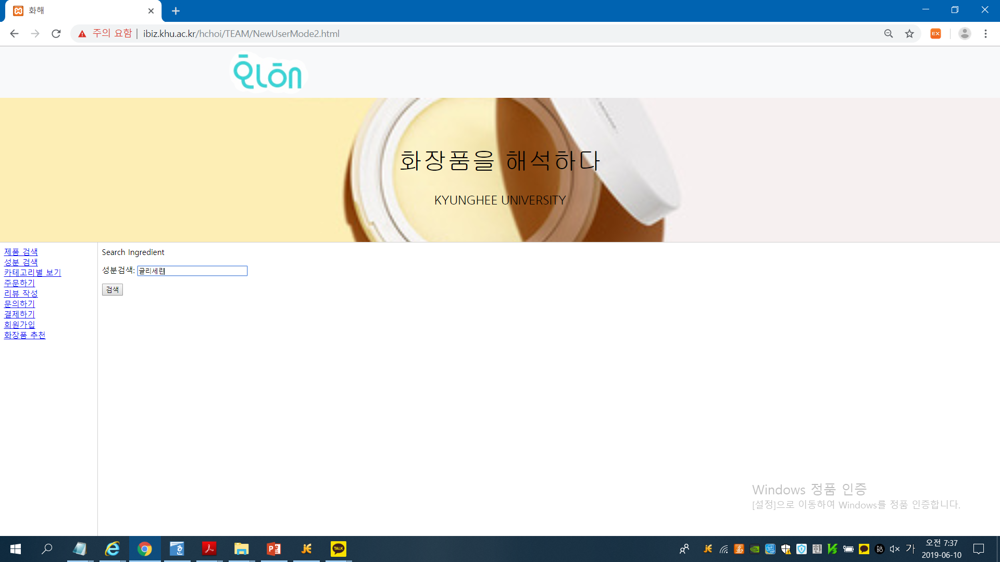 화해
주의 요함 | ibiz.khu.ac.kr/hchoi/TEAM/NewUserMode2.html
EX
화장품을 해석하다
KYUNGHEE UNIVERSITY
제품 검색
성분 검색
카테고리별 보기
주문하기
리뷰 작성
문의하기
결제하기
회원가입
화장품 추천
Search Ingredient
성분검색: 글리세린
검색
Windows 정품 인증
[설정]으로 이동하여 Windows를 정품 인증합니다.
TALK
한
가
오전 7:37
2019-06-10